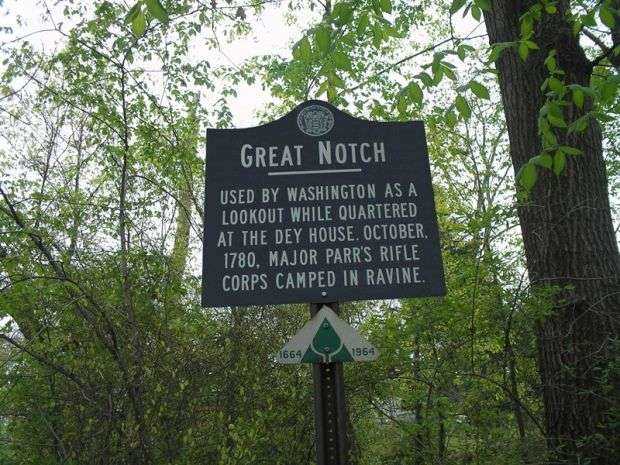 GREAT NOTCH
USED BY WASHINGTON AS A
LOOKOUT WHILE QUARTERED
AT THE DEY HOUSE. OCTOBER,
1780, MAJOR PARR'S RIFLE
CORPS CAMPED IN RAVINE.
1664 1964